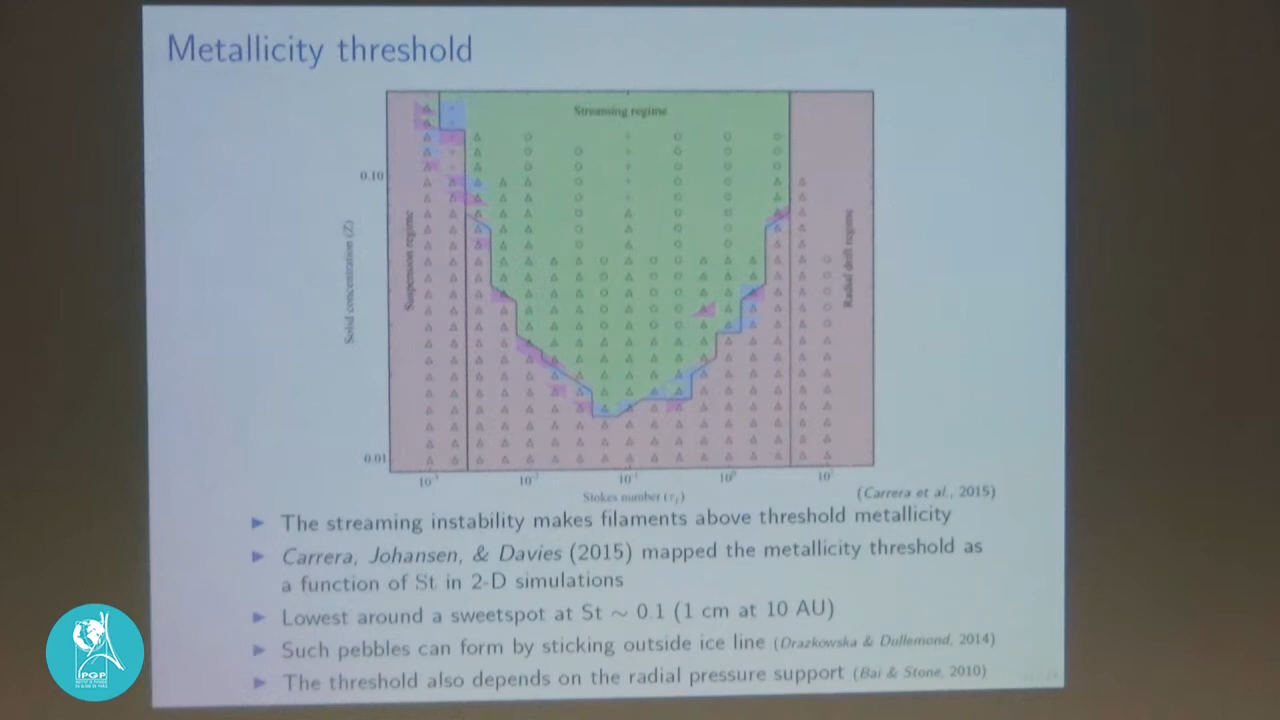 Metallicity threshold
Streaming regime
0.10
Solid concentration (Z)
Suspension regime
Radial drift regime
0.01
Stokes number
(Carrera et al., 2015)
► The streaming instability makes filaments above threshold metallicity
► Carrera, Johansen, & Davies (2015) mapped the metallicity threshold as
a function of St in 2-D simulations
► Lowest around a sweetspot at St ∼ 0.1 (1 cm at 10 AU)
► Such pebbles can form by sticking outside ice line (Drazkowska & Dullemond, 2014)
► The threshold also depends on the radial pressure support (Bai & Stone, 2010)
IPGP